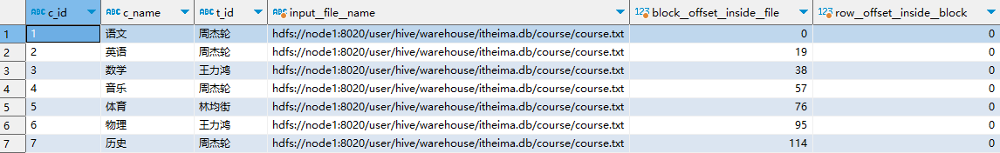 ABC c_id ABC c_name ABC t_id ABC input__file__name 123 block__offset__inside__file 123 row__offset__inside__block
1 1 语文 周杰轮 hdfs://node1:8020/user/hive/warehouse/itheima.db/course/course.txt 0 0
2 2 英语 周杰轮 hdfs://node1:8020/user/hive/warehouse/itheima.db/course/course.txt 19 0
3 3 数学 王力鸿 hdfs://node1:8020/user/hive/warehouse/itheima.db/course/course.txt 38 0
4 4 音乐 周杰轮 hdfs://node1:8020/user/hive/warehouse/itheima.db/course/course.txt 57 0
5 5 体育 林均街 hdfs://node1:8020/user/hive/warehouse/itheima.db/course/course.txt 76 0
6 6 物理 王力鸿 hdfs://node1:8020/user/hive/warehouse/itheima.db/course/course.txt 95 0
7 7 历史 周杰轮 hdfs://node1:8020/user/hive/warehouse/itheima.db/course/course.txt 114 0